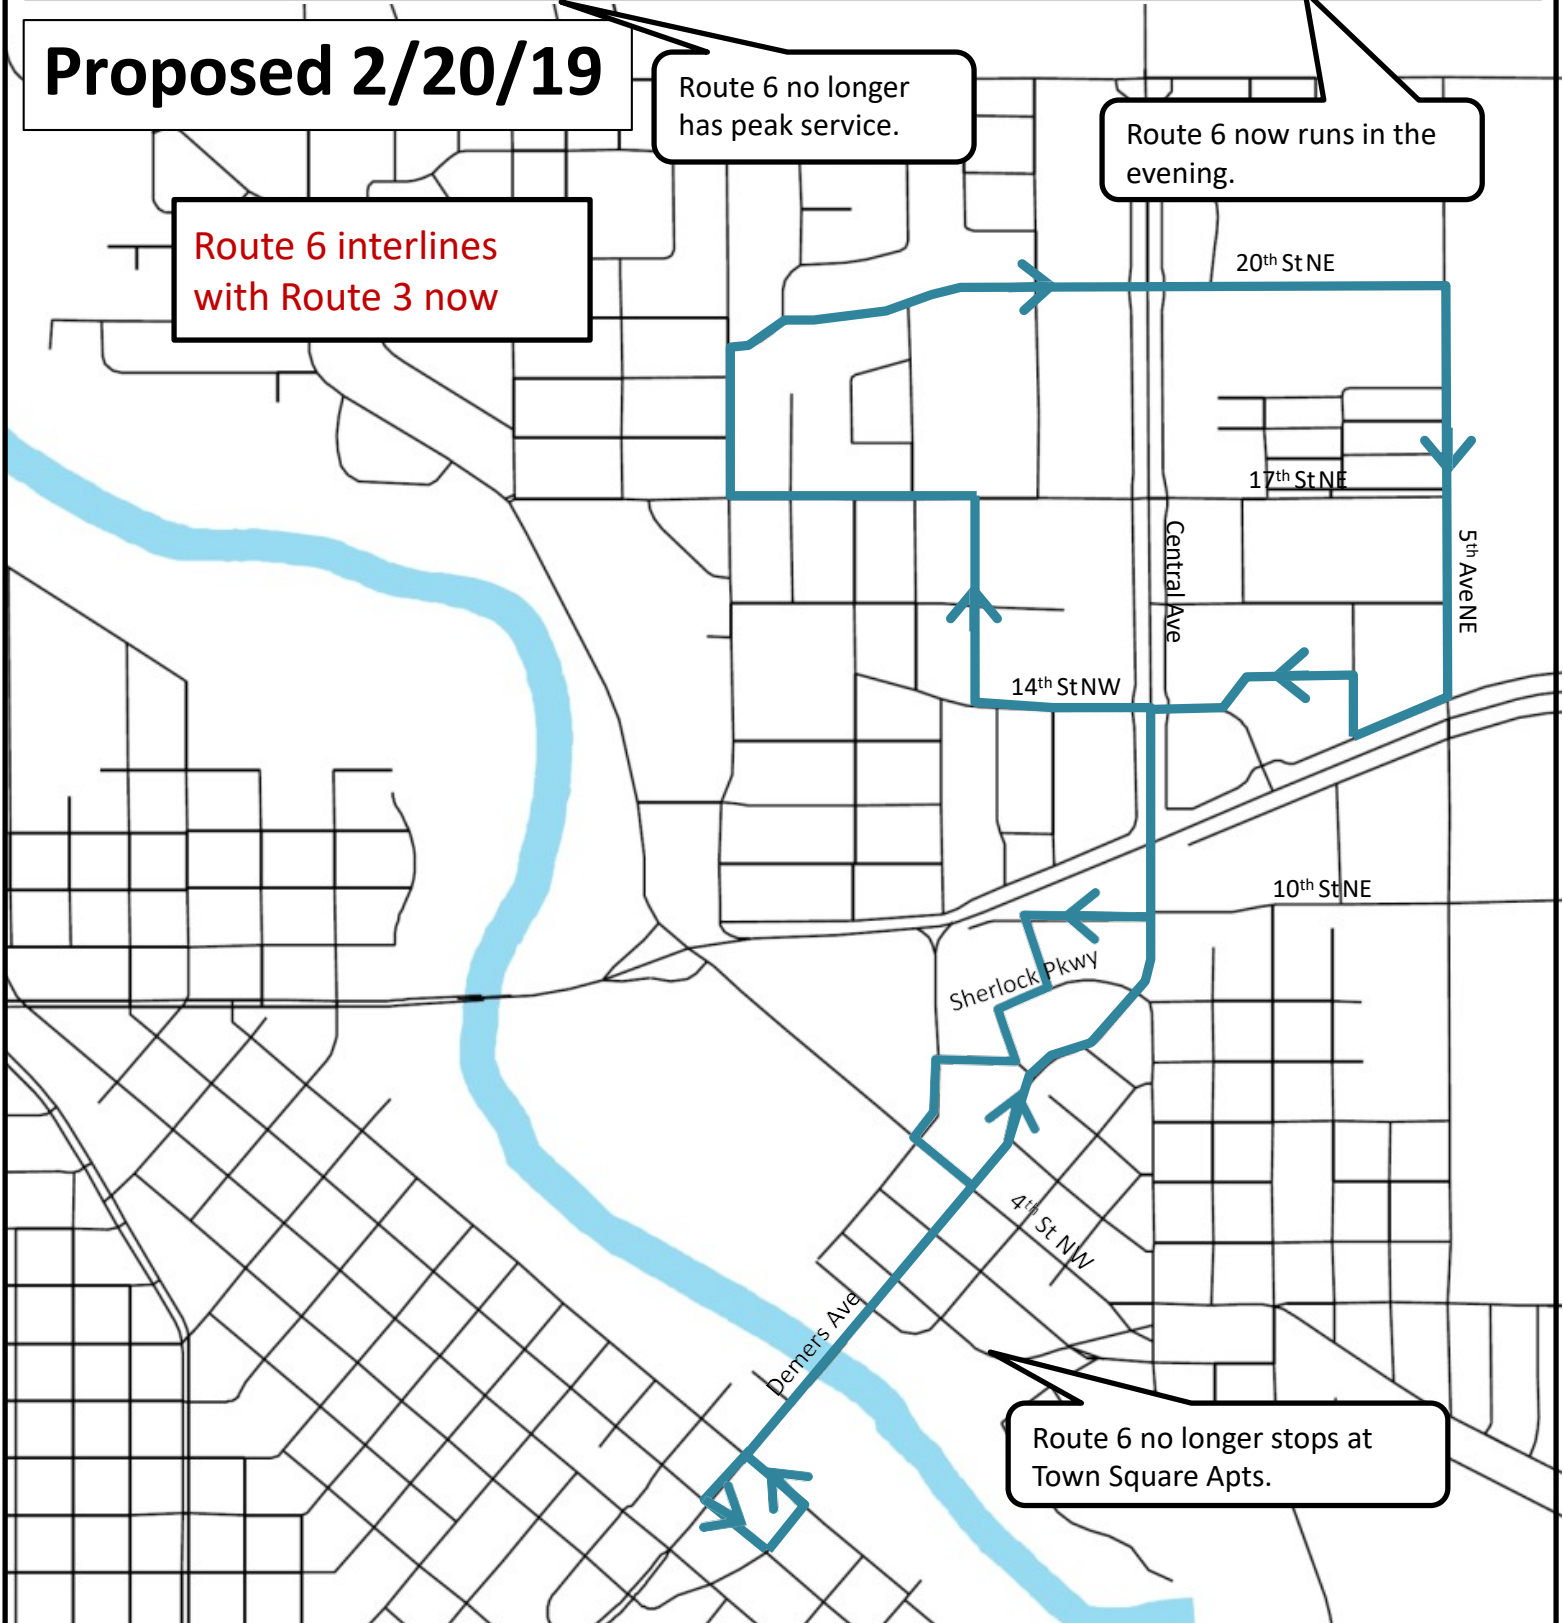 Proposed 2/20/19
Route 6 no longer
has peak service.
Route 6 now runs in the
evening.
Route 6 interlines
with Route 3 now
20th St NE
17th St NE
Central Ave
5th Ave NE
14th St NW
10th St NE
Sherlock Pkwy
4th St NW
Demers Ave
Route 6 no longer stops at
Town Square Apts.